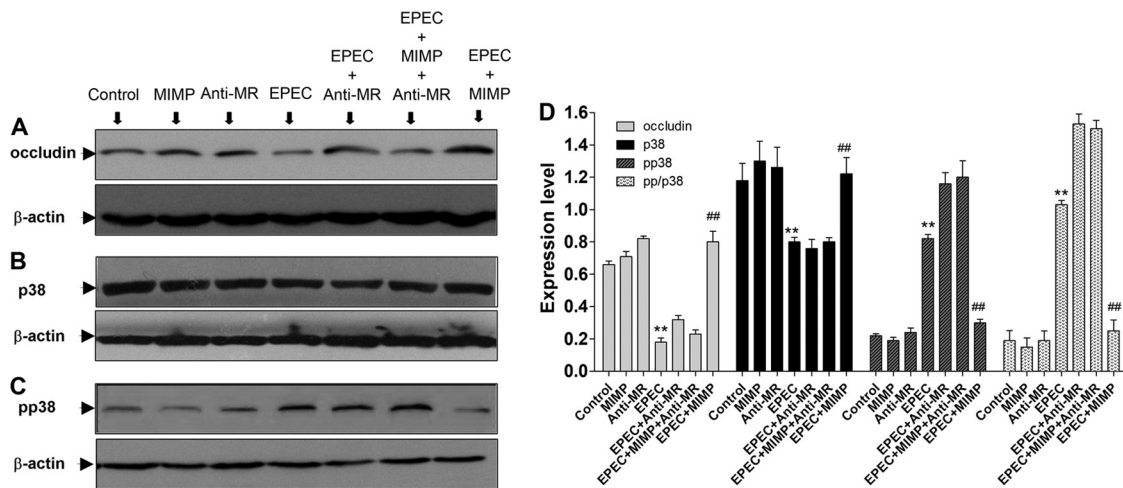 Control
MIMP
Anti-MR
EPEC
EPEC
+
Anti-MR
EPEC
+
MIMP
+
Anti-MR
EPEC
+
MIMP
A
occludin
β-actin
B
p38
β-actin
C
pp38
β-actin
D
occludin
p38
pp38
pp/p38
Expression level
1.6
1.4
1.2
1.0
0.8
0.6
0.4
0.2
0.0
**
##
**
##
**
##
**
##
Control
MIMP
Anti-MR
EPEC
EPEC+Anti-MR
EPEC+MIMP+Anti-MR
EPEC+MIMP
Control
MIMP
Anti-MR
EPEC
EPEC+Anti-MR
EPEC+MIMP+Anti-MR
EPEC+MIMP
Control
MIMP
Anti-MR
EPEC
EPEC+Anti-MR
EPEC+MIMP+Anti-MR
EPEC+MIMP
Control
MIMP
Anti-MR
EPEC
EPEC+Anti-MR
EPEC+MIMP+Anti-MR
EPEC+MIMP